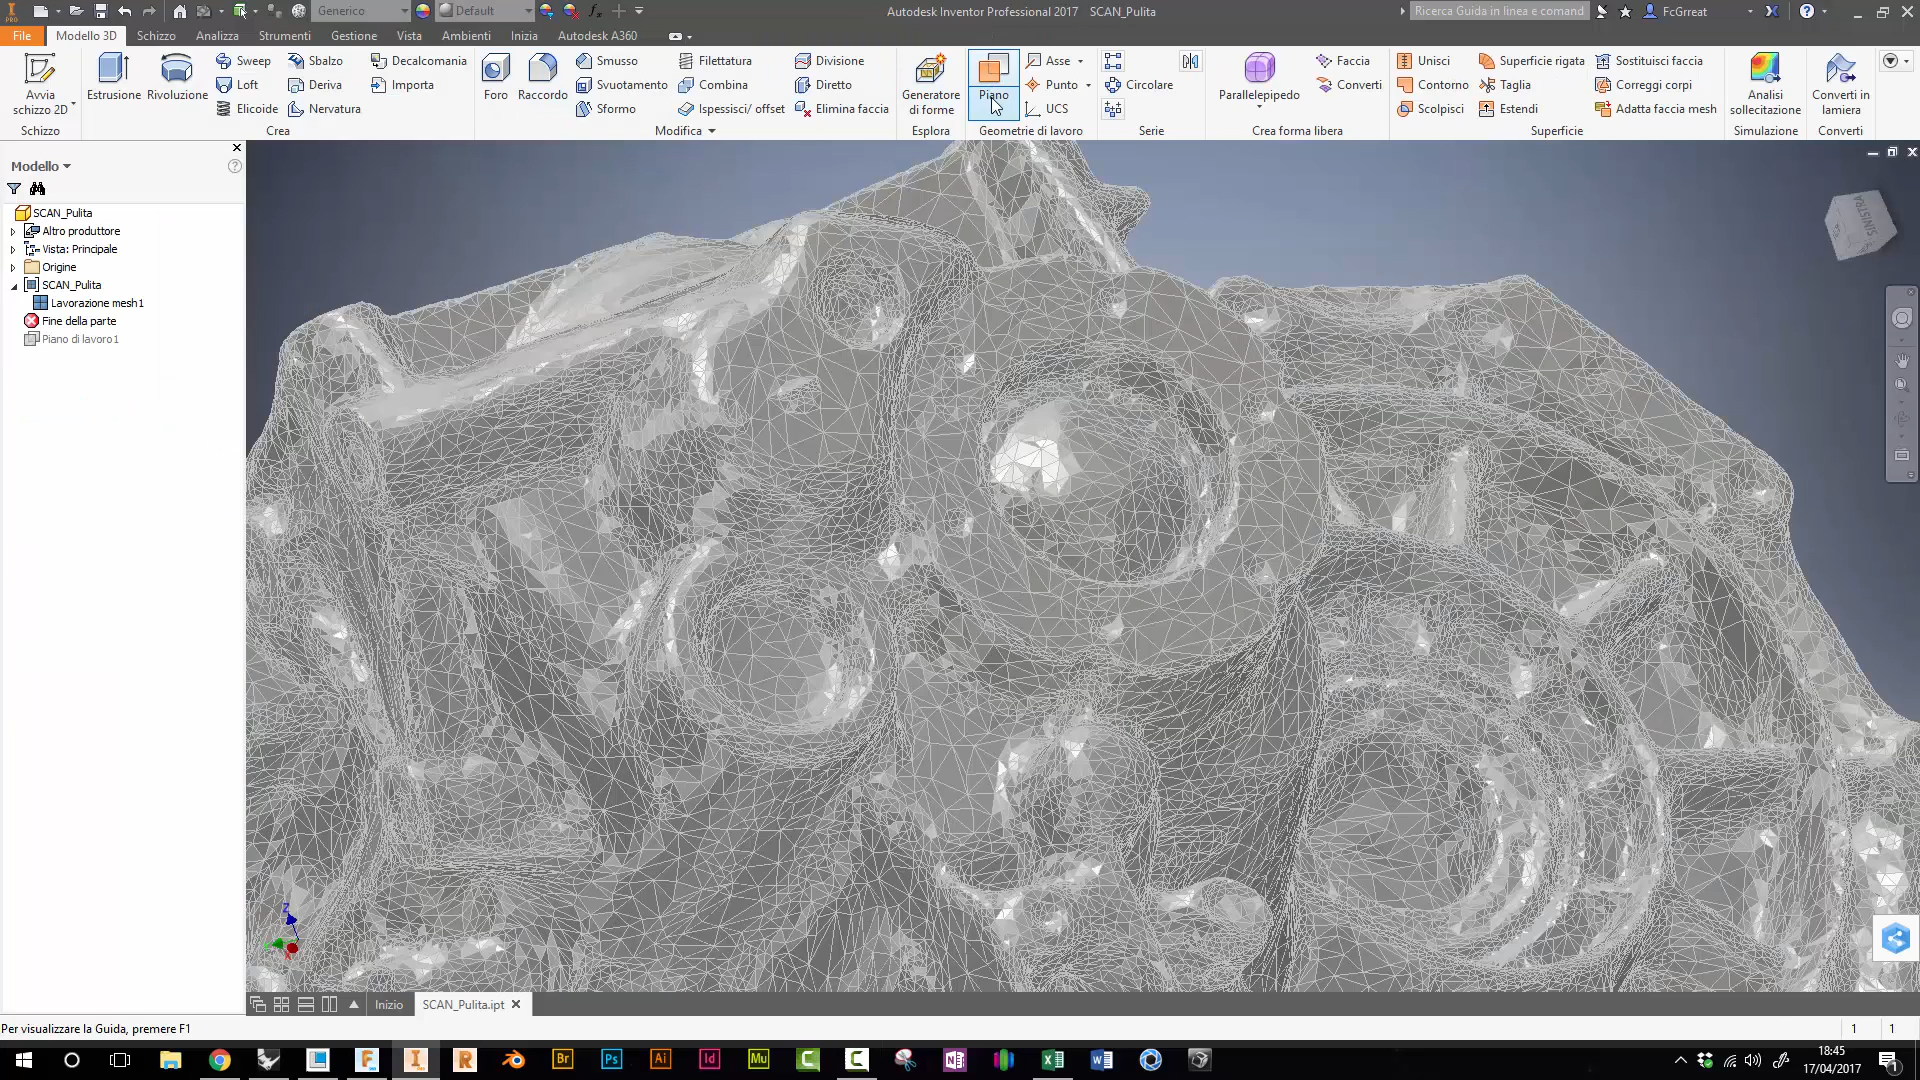 Generico
Default
Autodesk Inventor Professional 2017 SCAN_Pulita
Ricerca Guida in linea e comand
FcGrreat
File
Modello 3D
Schizzo
Analizza
Strumenti
Gestione
Vista
Ambienti
Inizia
Autodesk A360
Avvia
schizzo 2D
Schizzo
Estrusione
Rivoluzione
Sweep
Loft
Elicoide
Sbalzo
Deriva
Nervatura
Decalcomania
Importa
Crea
Foro
Raccordo
Smusso
Svuotamento
Sformo
Filettatura
Combina
Ispessisci/ offset
Divisione
Diretto
Elimina faccia
Modifica
Generatore
di forme
Esplora
Piano
Asse
Punto
UCS
Geometrie di lavoro
Circolare
Serie
Parallelepipedo
Faccia
Converti
Crea forma libera
Unisci
Contorno
Scolpisci
Superficie rigata
Taglia
Estendi
Sostituisci faccia
Correggi corpi
Adatta faccia mesh
Superficie
Analisi
sollecitazione
Simulazione
Converti in
lamiera
Converti
Modello
SCAN_Pulita
Altro produttore
Vista: Principale
Origine
SCAN_Pulita
Lavorazione mesh1
Fine della parte
Piano di lavoro1
SINISTRA
Z
X
Inizio
SCAN_Pulita.ipt
Per visualizzare la Guida, premere F1
1 1
18:45
17/04/2017